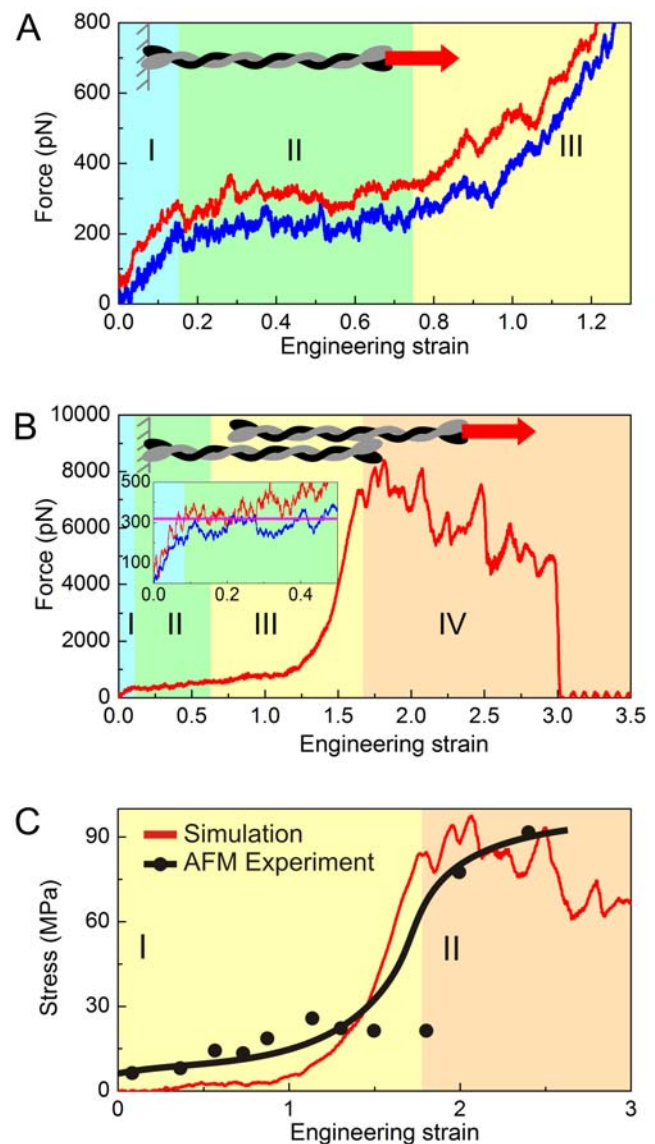 A
800
600
400
200
0
Force (pN)
I
II
III
0.0 0.2 0.4 0.6 0.8 1.0 1.2
Engineering strain
B
10000
8000
6000
4000
2000
0
Force (pN)
500
300
100
0.0 0.2 0.4
I
II
III
IV
0.0 0.5 1.0 1.5 2.0 2.5 3.0 3.5
Engineering strain
C
90
60
30
0
Stress (MPa)
Simulation
AFM Experiment
I
II
0 1 2 3
Engineering strain